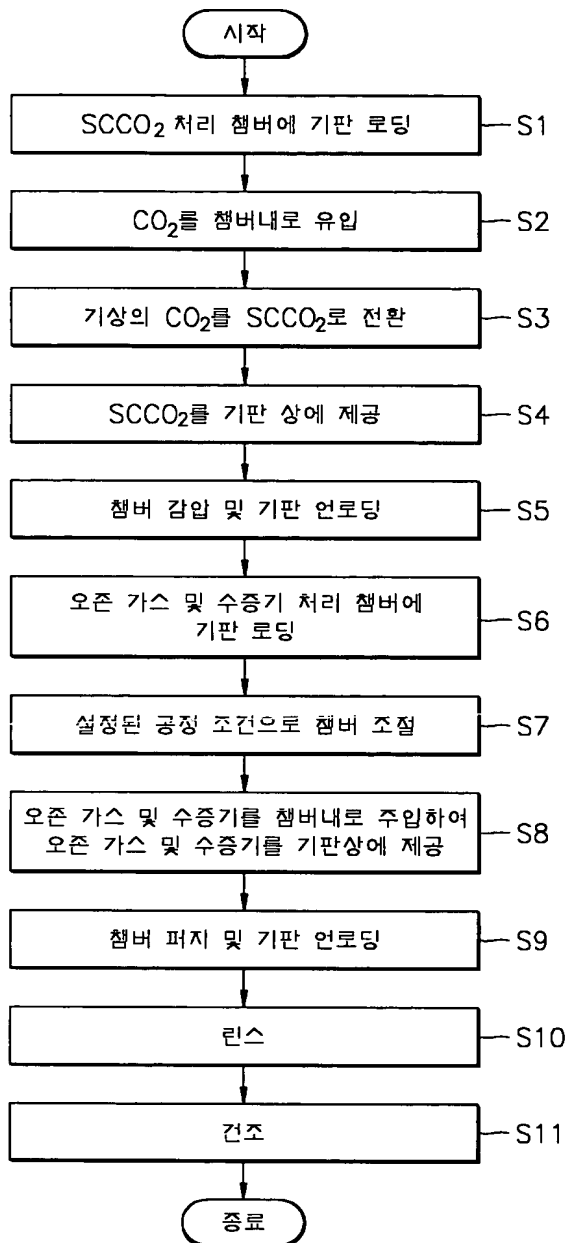 시작
SCCO2 처리 챔버에 기판 로딩 S1
CO2를 챔버내로 유입 S2
기상의 CO2를 SCCO2로 전환 S3
SCCO2를 기판 상에 제공 S4
챔버 감압 및 기판 언로딩 S5
오존 가스 및 수증기 처리 챔버에
기판 로딩 S6
설정된 공정 조건으로 챔버 조절 S7
오존 가스 및 수증기를 챔버내로 주입하여
오존 가스 및 수증기를 기판상에 제공 S8
챔버 퍼지 및 기판 언로딩 S9
린스 S10
건조 S11
종료